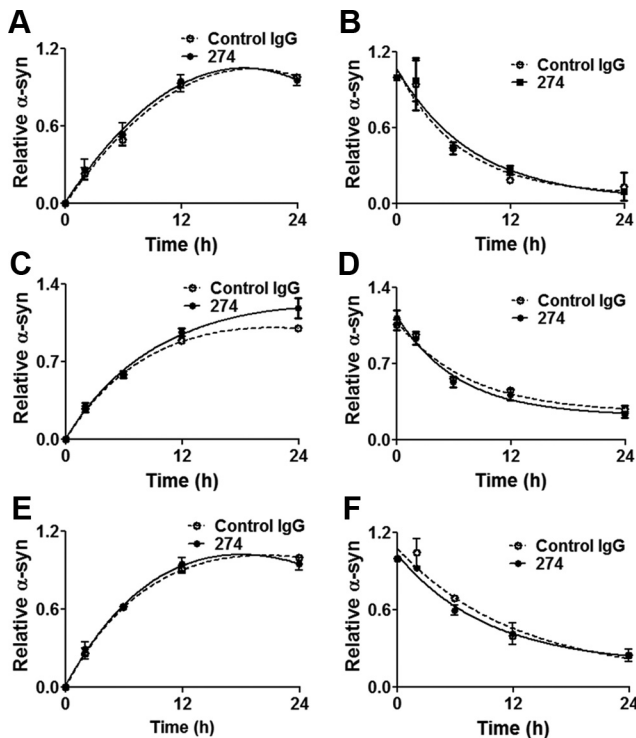 A
Relative α-syn
1.2
0.6
0.0
0
12
24
Time (h)
Control IgG
274
B
Relative α-syn
1.2
0.6
0.0
0
12
24
Time (h)
Control IgG
274
C
Relative α-syn
1.4
0.7
0.0
0
12
24
Time (h)
Control IgG
274
D
Relative α-syn
1.4
0.7
0.0
0
12
24
Time (h)
Control IgG
274
E
Relative α-syn
1.2
0.6
0.0
0
12
24
Time (h)
Control IgG
274
F
Relative α-syn
1.2
0.6
0.0
0
12
24
Time (h)
Control IgG
274